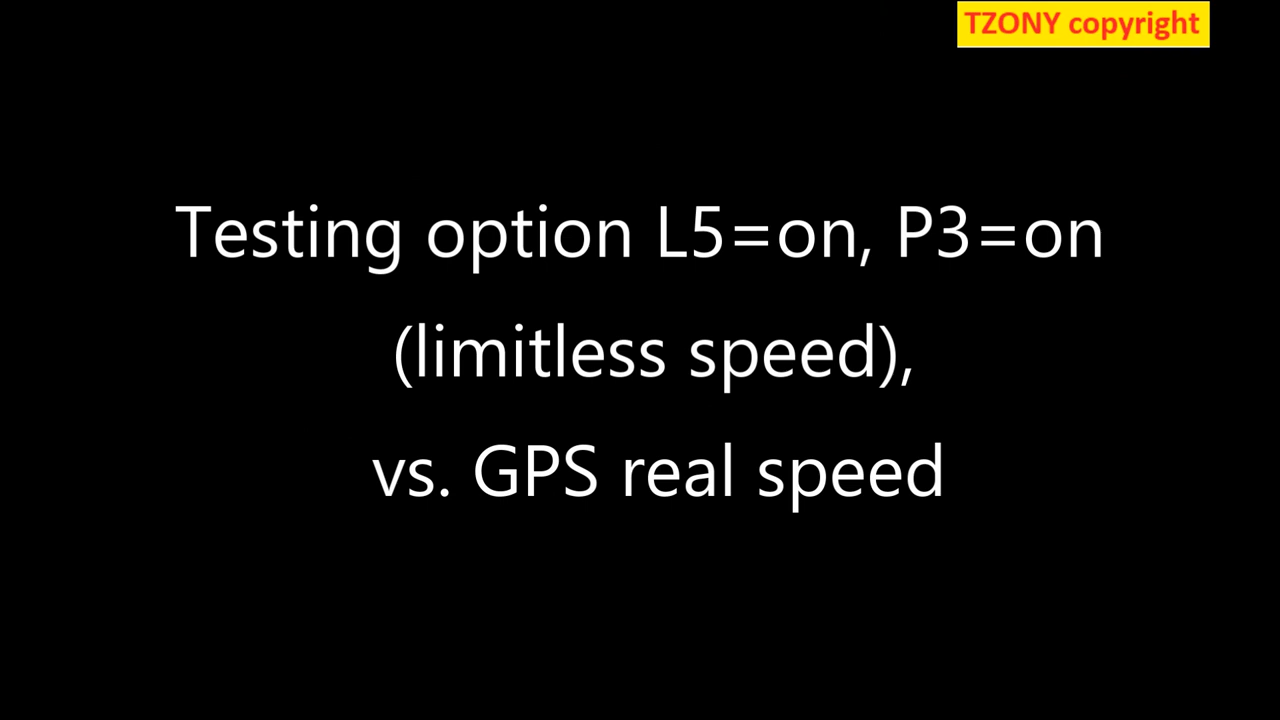 TZONY copyright
Testing option L5=on, P3=on
(limitless speed),
vs. GPS real speed